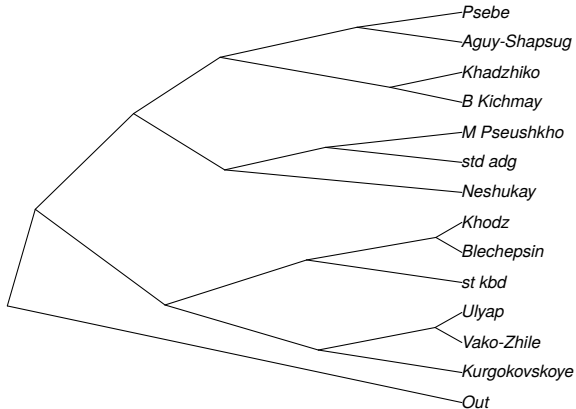 Psebe
Aguy-Shapsug
Khadzhiko
B Kichmay
M Pseushkho
std adg
Neshukay
Khodz
Blechepsin
st kbd
Ulyap
Vako-Zhile
Kurgokovskoye
Out